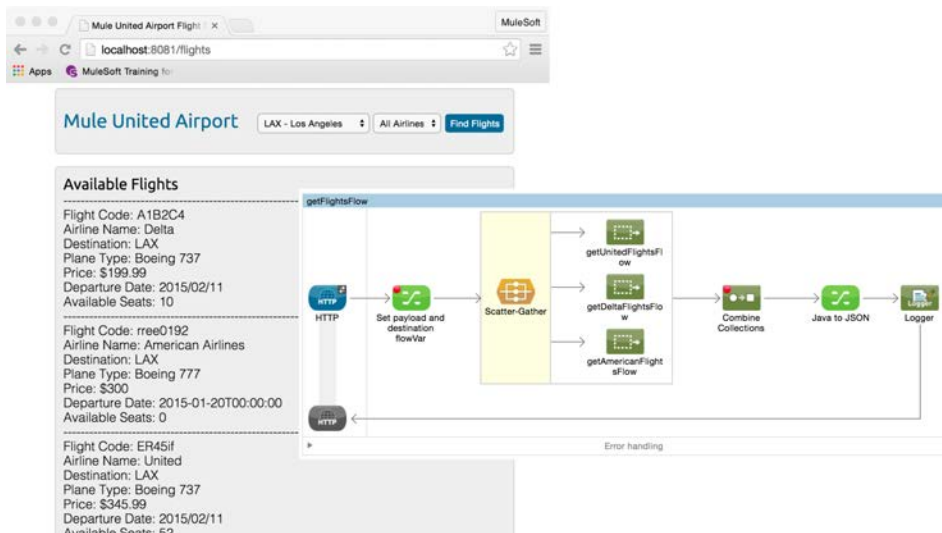 Mule United Airport Flight
MuleSoft
localhost:8081/flights
Apps MuleSoft Training for
Mule United Airport LAX - Los Angeles All Airlines Find Flights
Available Flights
Flight Code: A1B2C4
Airline Name: Delta
Destination: LAX
Plane Type: Boeing 737
Price: $199.99
Departure Date: 2015/02/11
Available Seats: 10
Flight Code: rree0192
Airline Name: American Airlines
Destination: LAX
Plane Type: Boeing 777
Price: $300
Departure Date: 2015-01-20T00:00:00
Available Seats: 0
Flight Code: ER45if
Airline Name: United
Destination: LAX
Plane Type: Boeing 737
Price: $345.99
Departure Date: 2015/02/11
Available Seats: 52
getFlightsFlow
HTTP
HTTP
Set payload and
destination
flowVar
Scatter-Gather
getUnitedFlightsFl
ow
getDeltaFlightsFlo
w
getAmericanFlight
sFlow
Combine
Collections
Java to JSON
Logger
Logger
HTTP
Error handling